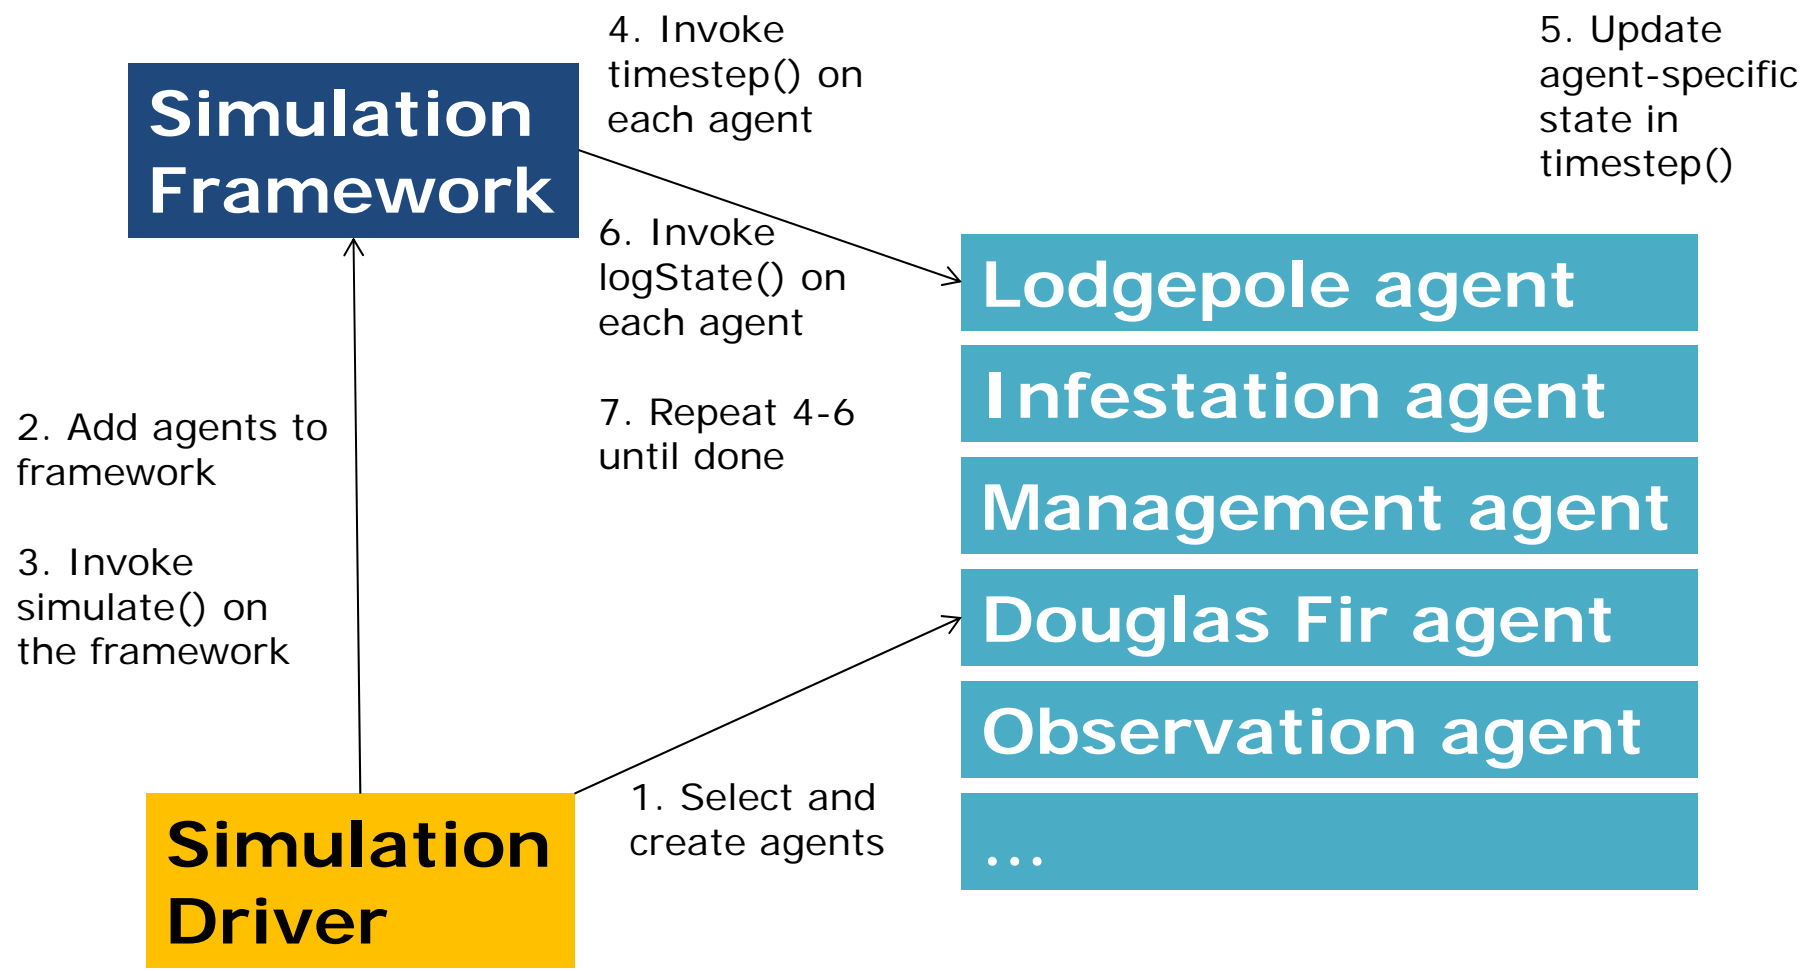 4. Invoke
timestep() on
each agent
5. Update
agent-specific
state in
timestep()
Simulation
Framework
6. Invoke
logState() on
each agent
7. Repeat 4-6
until done
2. Add agents to
framework
3. Invoke
simulate() on
the framework
Lodgepole agent
Infestation agent
Management agent
Douglas Fir agent
Observation agent
...
1. Select and
create agents
Simulation
Driver